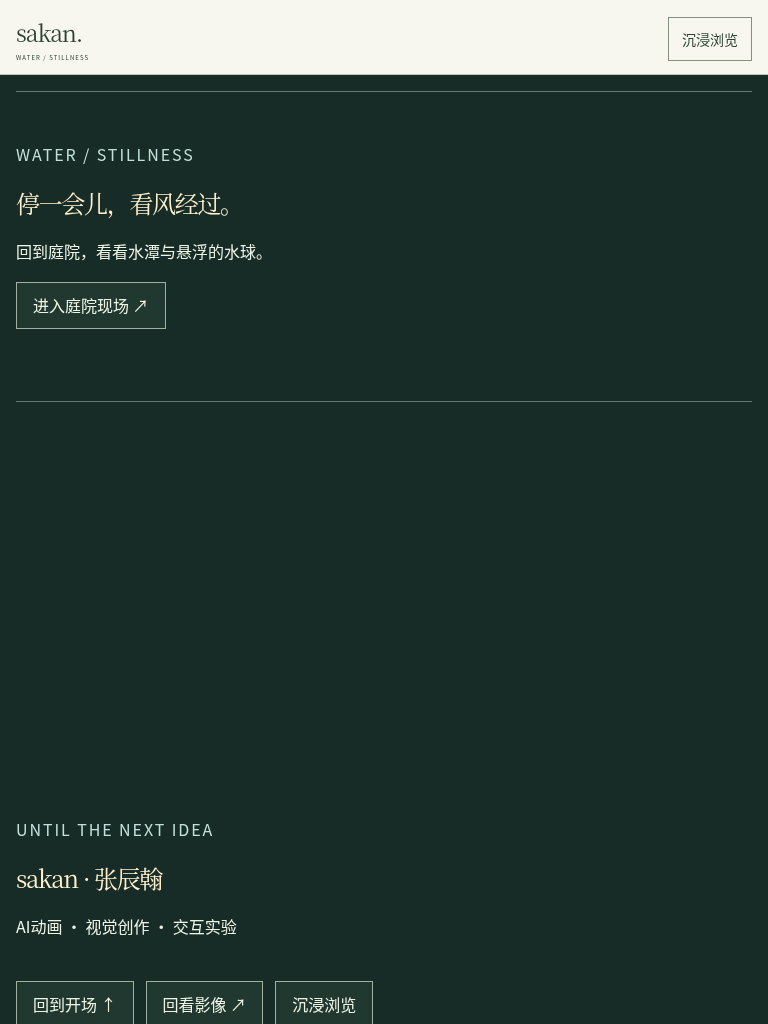 sakan.
WATER / STILLNESS
沉浸浏览
WATER / STILLNESS
停一会儿，看风经过。
回到庭院，看看水潭与悬浮的水球。
进入庭院现场 ↗
UNTIL THE NEXT IDEA
sakan · 张辰翰
AI动画 · 视觉创作 · 交互实验
回到开场 ↑
回看影像 ↗
沉浸浏览